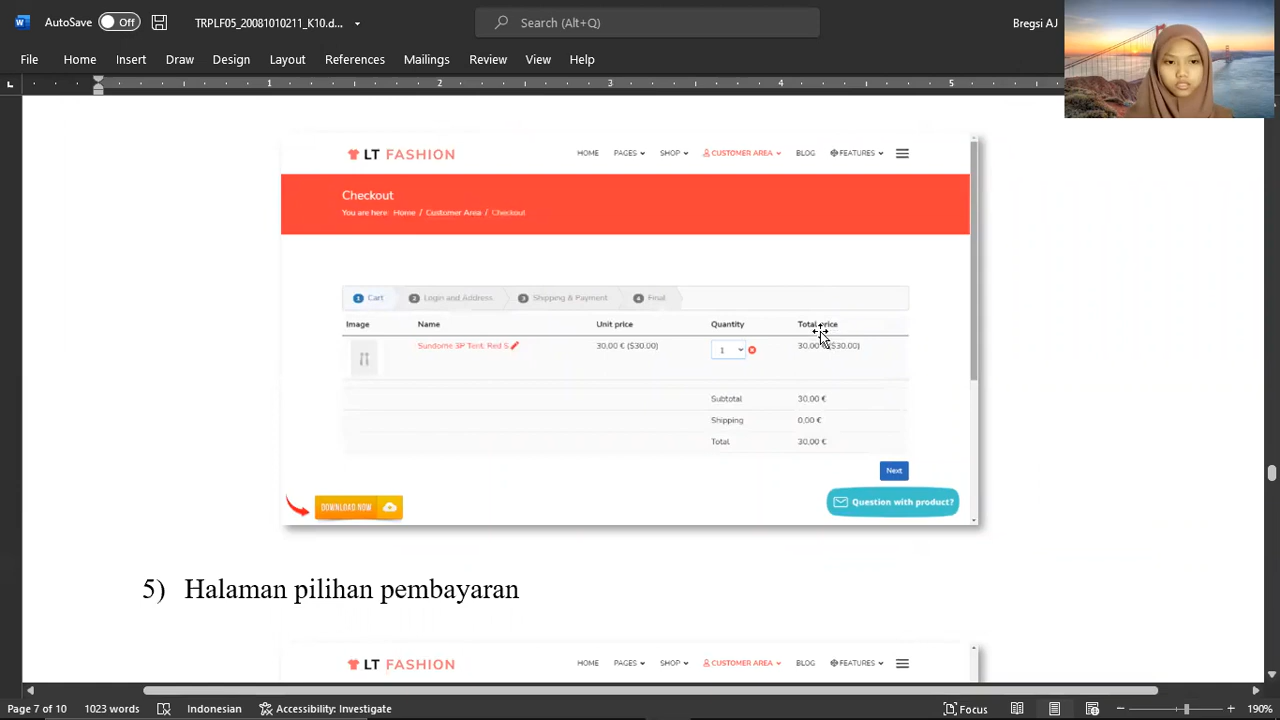 AutoSave Off TRPLF05_20081010211_K10.d... Search (Alt+Q) Bregsi AJ
File Home Insert Draw Design Layout References Mailings Review View Help
1 2 3 4 5
LT FASHION HOME PAGES SHOP CUSTOMER AREA BLOG FEATURES
Checkout
You are here: Home / Customer Area / Checkout
1 Cart 2 Login and Address 3 Shipping & Payment 4 Final
Image Name Unit price Quantity Total price
Sundome 3P Tent: Red S 30,00 € ($30.00) 1 30,00 € ($30.00)
Subtotal 30,00 €
Shipping 0,00 €
Total 30,00 €
Next
DOWNLOAD NOW Question with product?
5) Halaman pilihan pembayaran
LT FASHION HOME PAGES SHOP CUSTOMER AREA BLOG FEATURES
Page 7 of 10 1023 words Indonesian Accessibility: Investigate Focus 190%